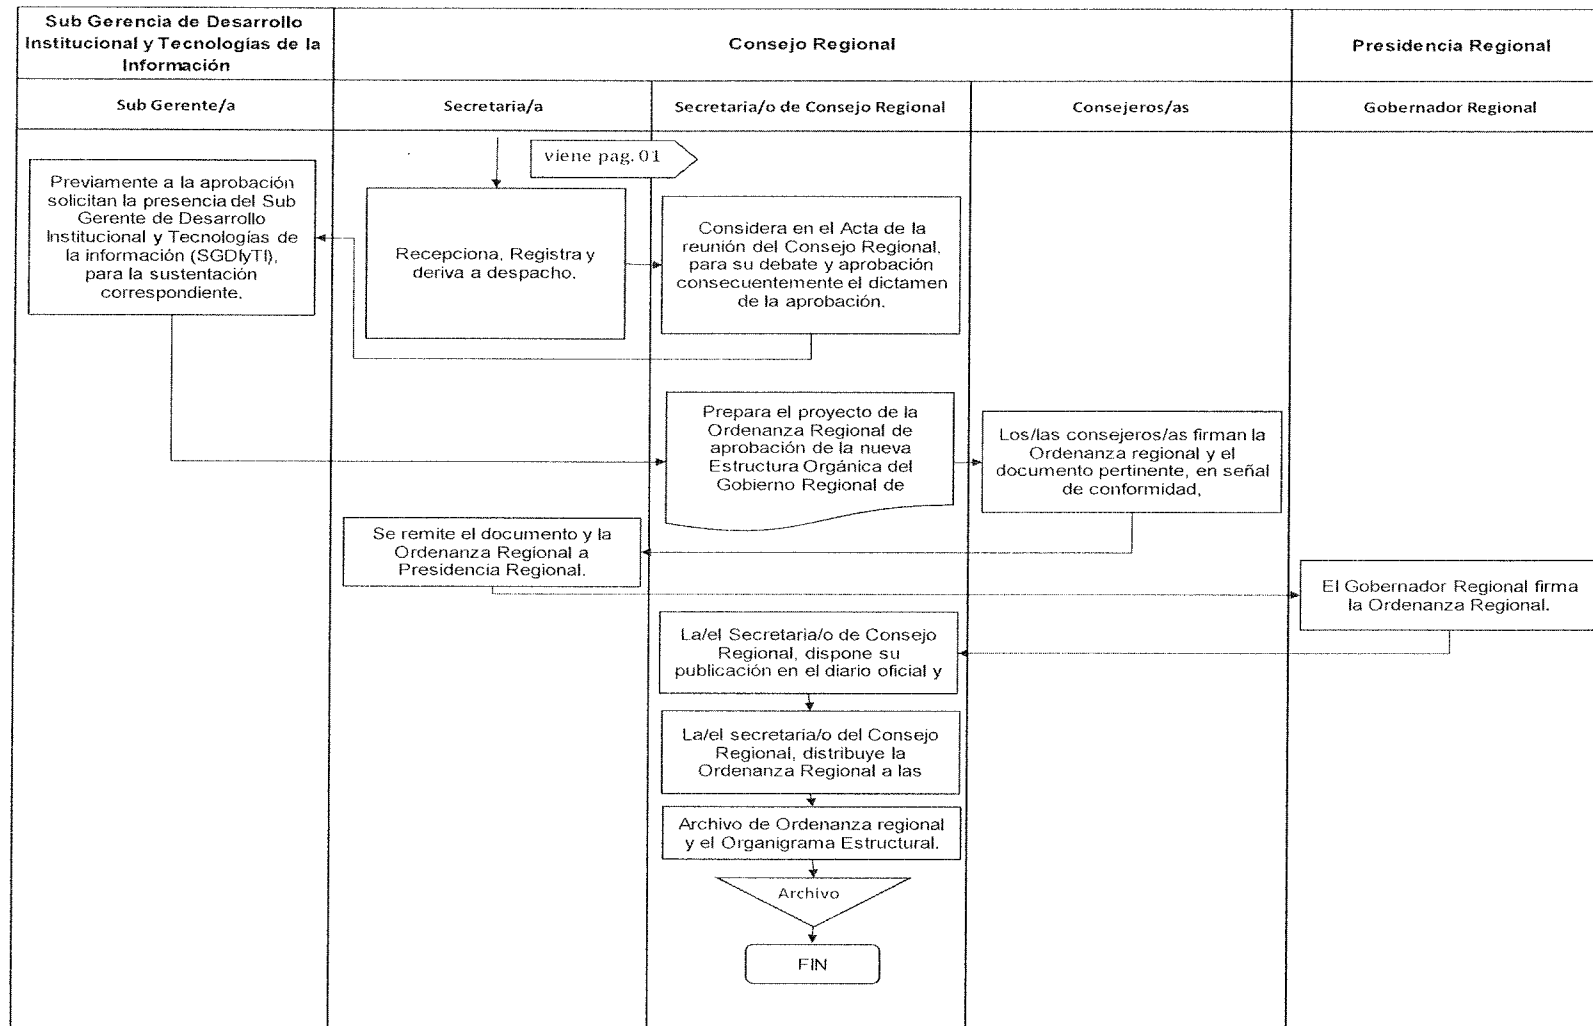 Sub Gerencia de Desarrollo
Institucional y Tecnologías de la
Información
Consejo Regional
Presidencia Regional
Sub Gerente/a
Secretaria/a
Secretaria/o de Consejo Regional
Consejeros/as
Gobernador Regional
viene pag. 01
Previamente a la aprobación
solicitan la presencia del Sub
Gerente de Desarrollo
Institucional y Tecnologías de
la información (SGDIyTI),
para la sustentación
correspondiente.
Recepciona, Registra y
deriva a despacho.
Considera en el Acta de la
reunión del Consejo Regional,
para su debate y aprobación
consecuentemente el dictamen
de la aprobación.
Prepara el proyecto de la
Ordenanza Regional de
aprobación de la nueva
Estructura Orgánica del
Gobierno Regional de
Los/las consejeros/as firman la
Ordenanza regional y el
documento pertinente, en señal
de conformidad,
Se remite el documento y la
Ordenanza Regional a
Presidencia Regional.
El Gobernador Regional firma
la Ordenanza Regional.
La/el Secretaria/o de Consejo
Regional, dispone su
publicación en el diario oficial y
La/el secretaria/o del Consejo
Regional, distribuye la
Ordenanza Regional a las
Archivo de Ordenanza regional
y el Organigrama Estructural.
Archivo
FIN